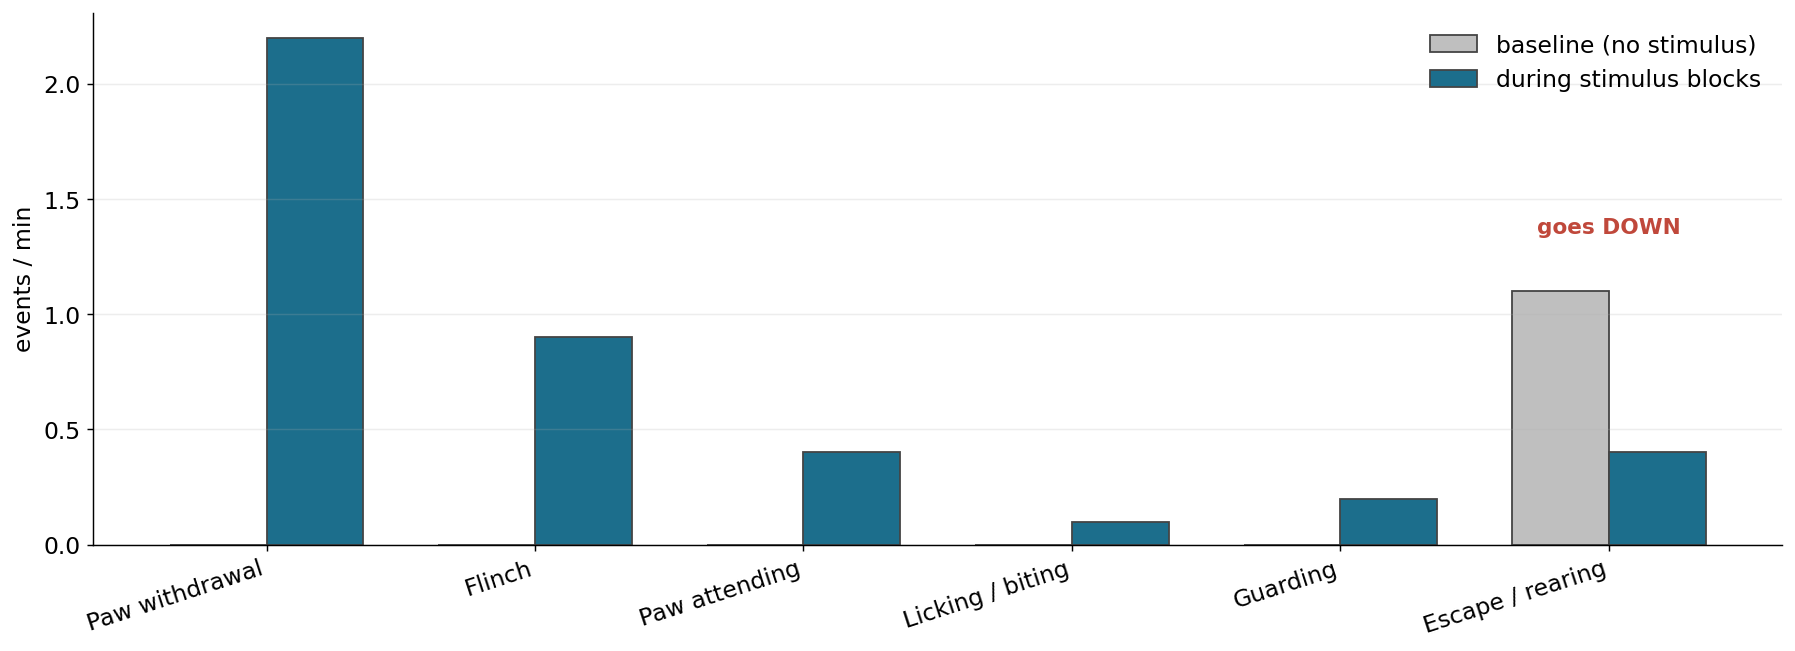 baseline (no stimulus)
during stimulus blocks
goes DOWN
events / min
2.0
1.5
1.0
0.5
0.0
Paw withdrawal
Flinch
Paw attending
Licking / biting
Guarding
Escape / rearing